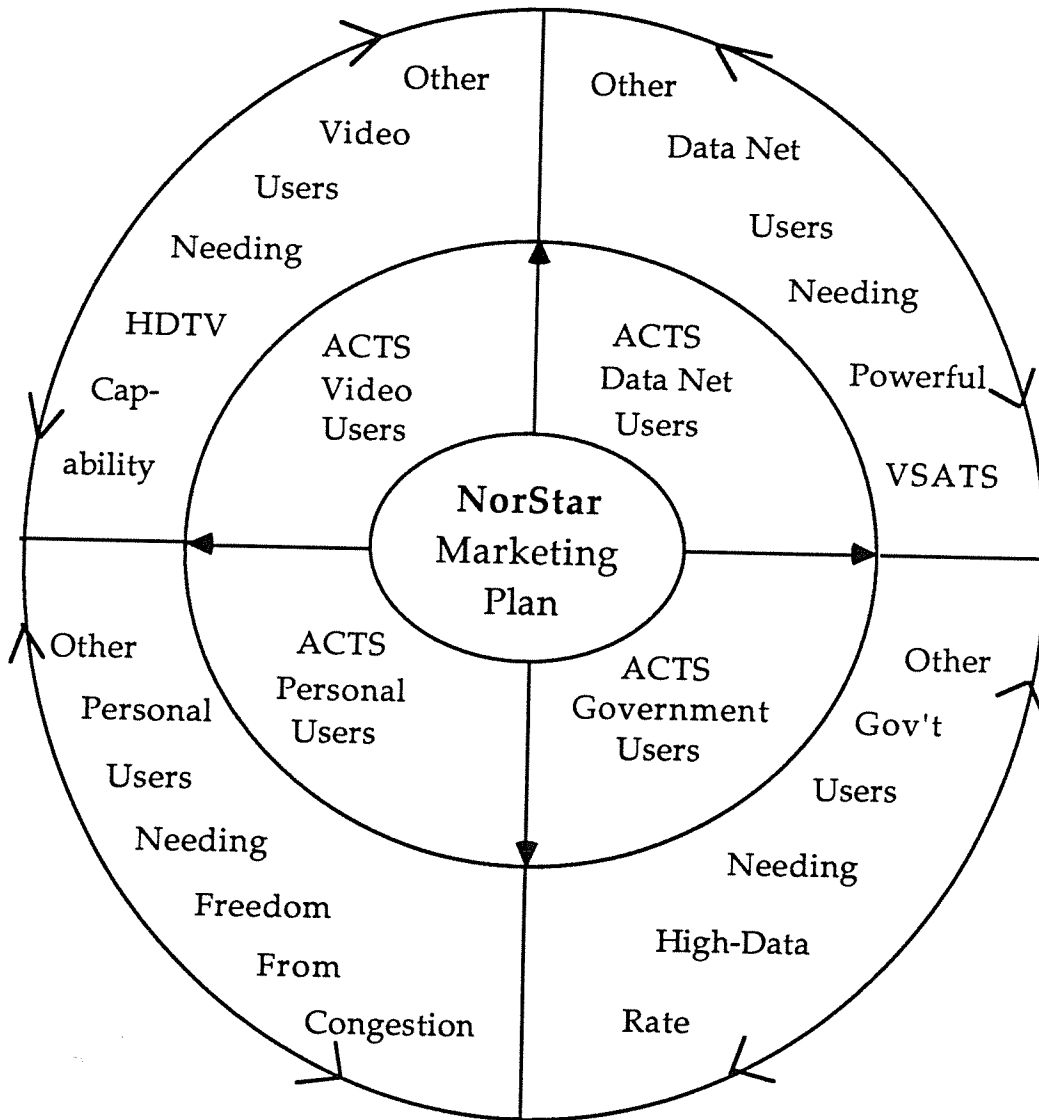 Other
Video
Users
Needing
HDTV
Cap-
ability
Other
Data Net
Users
Needing
Powerful
VSATS
ACTS
Video
Users
ACTS
Data Net
Users
NorStar
Marketing
Plan
ACTS
Personal
Users
ACTS
Government
Users
Other
Personal
Users
Needing
Freedom
From
Congestion
Other
Gov't
Users
Needing
High-Data
Rate